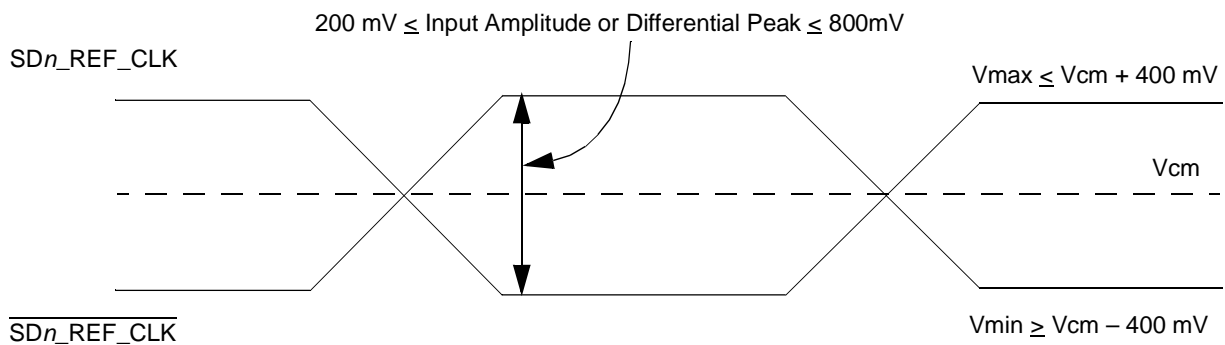 200 mV ≤ Input Amplitude or Differential Peak ≤ 800mV
SDn_REF_CLK
Vmax ≤ Vcm + 400 mV
Vcm
SDn_REF_CLK
Vmin ≥ Vcm – 400 mV